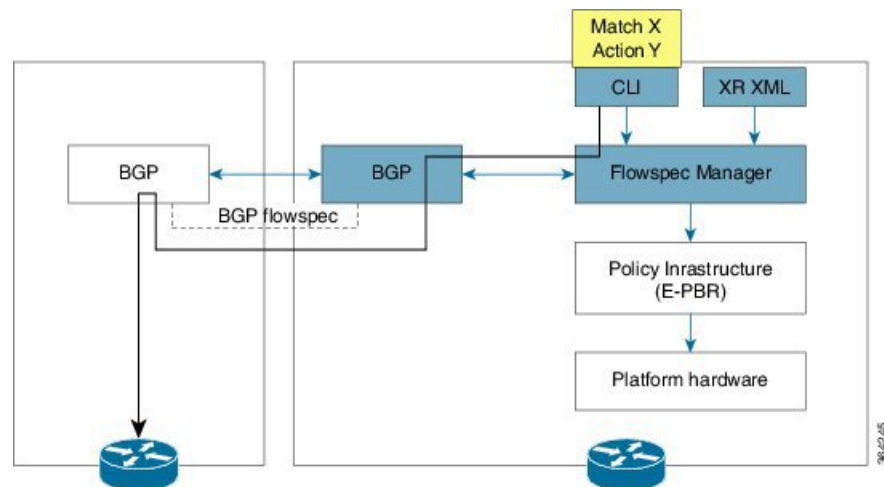 Match X
Action Y
CLI
XR XML
BGP
BGP
Flowspec Manager
BGP flowspec
Policy Inrastructure
(E-PBR)
Platform hardware